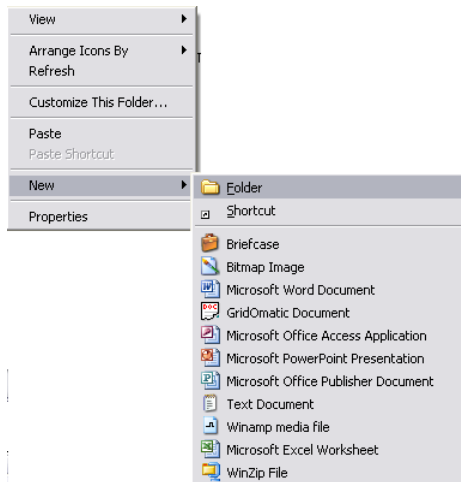 View
Arrange Icons By
Refresh
Customize This Folder...
Paste
Paste Shortcut
New
Properties
Folder
Shortcut
Briefcase
Bitmap Image
Microsoft Word Document
GridOmatic Document
Microsoft Office Access Application
Microsoft PowerPoint Presentation
Microsoft Office Publisher Document
Text Document
Winamp media file
Microsoft Excel Worksheet
WinZip File